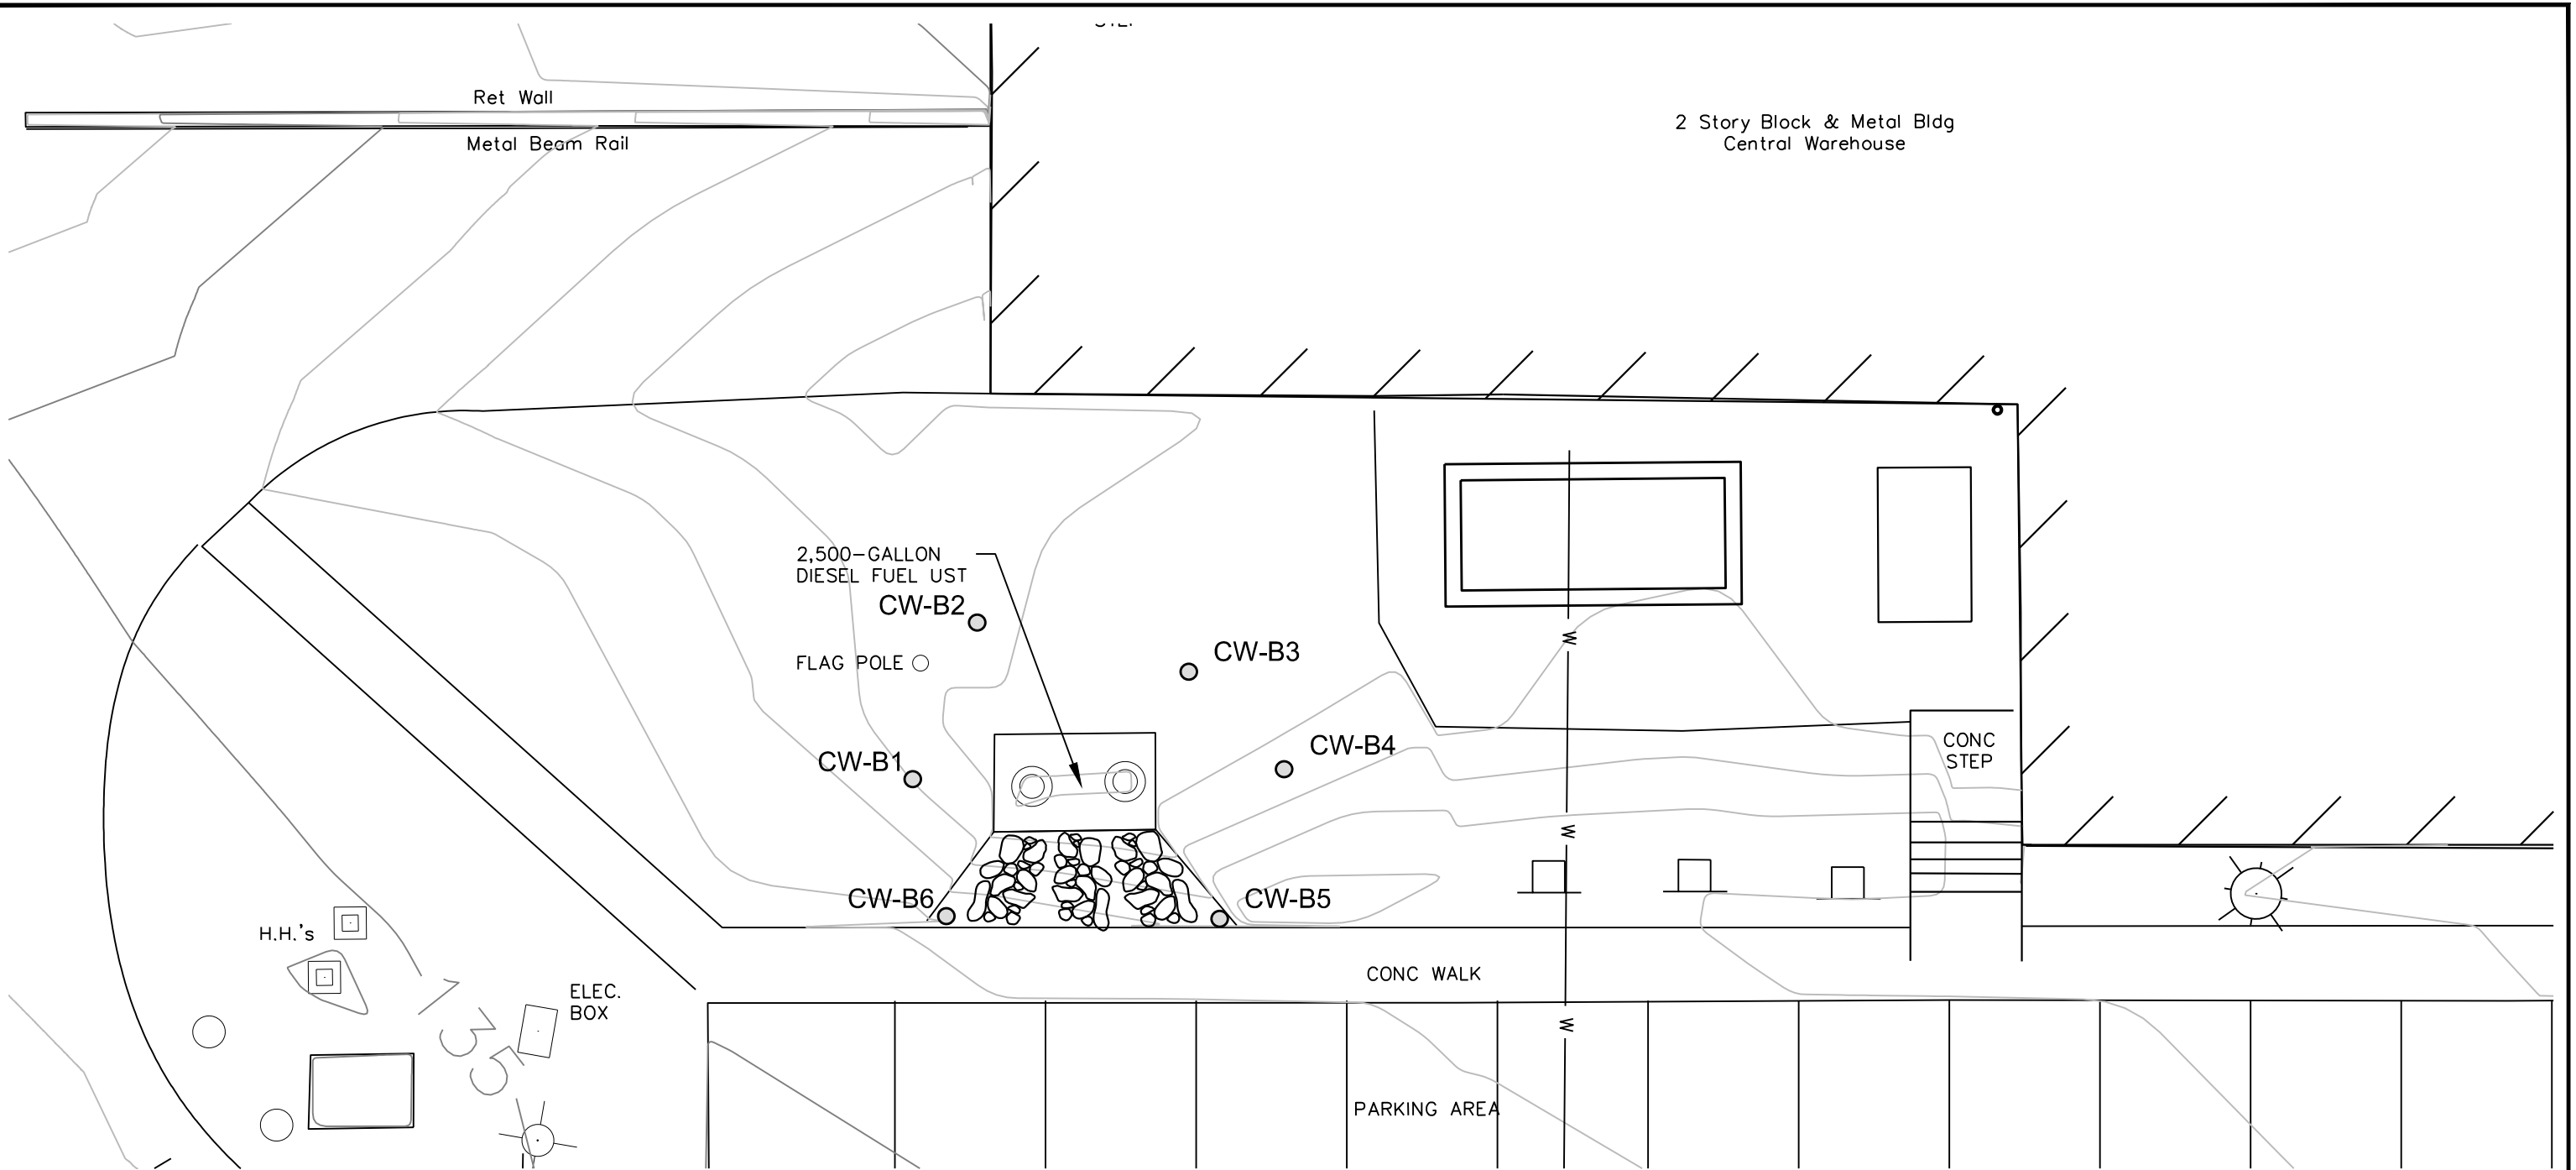 Ret Wall
Metal Beam Rail
2 Story Block & Metal Bldg
Central Warehouse
2,500-GALLON
DIESEL FUEL UST
CW-B2
FLAG POLE
CW-B3
CW-B1
CW-B4
CONC
STEP
CW-B6
CW-B5
H.H.'s
ELEC.
BOX
135
CONC WALK
PARKING AREA
W
W
W